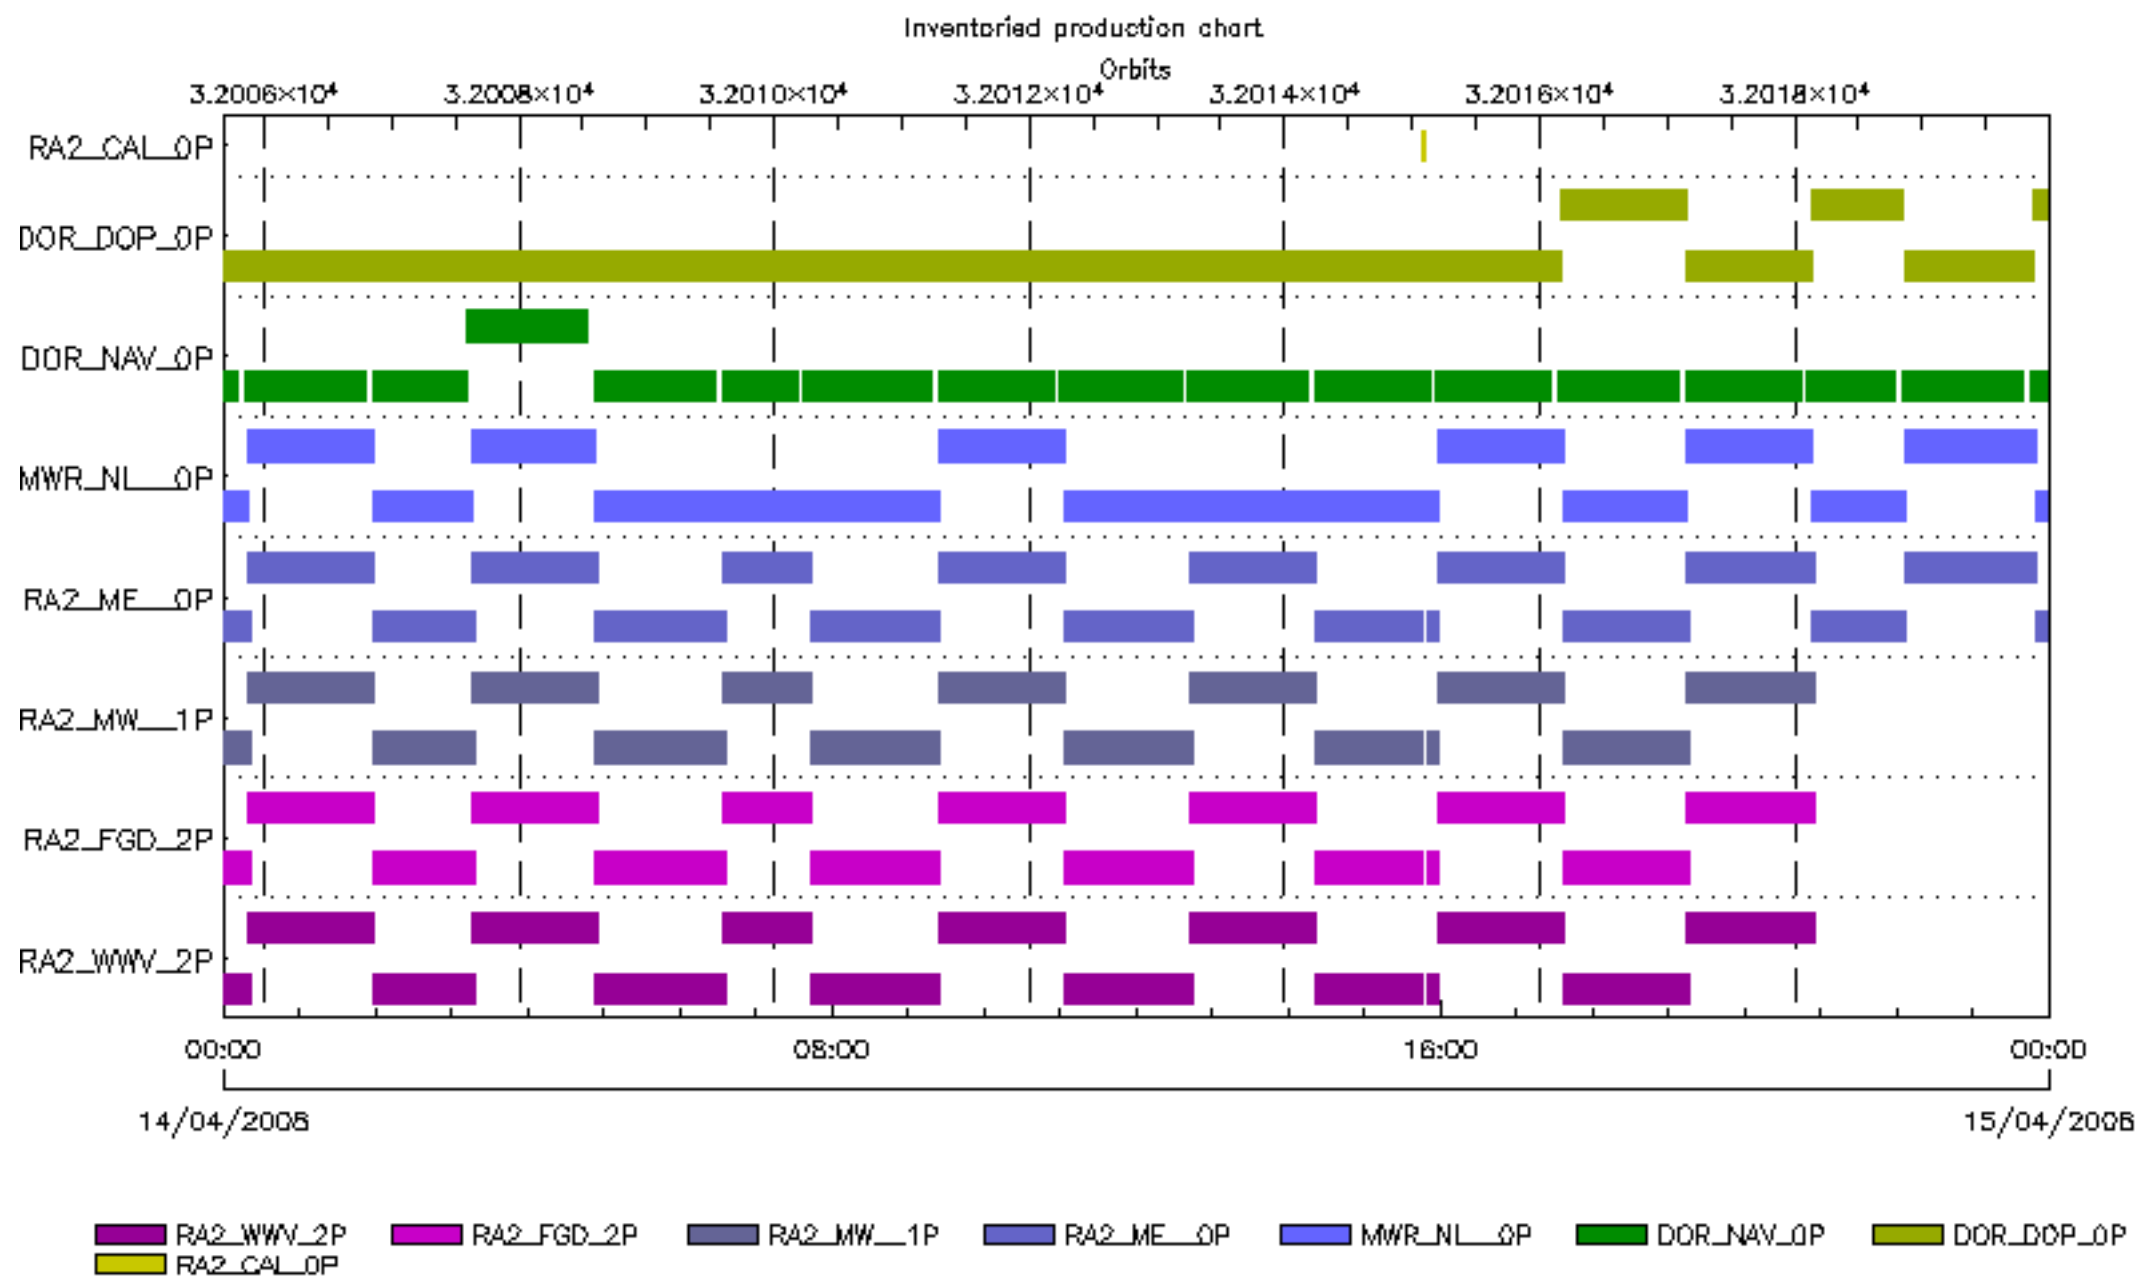 Inventoried production chart
Orbits
3.2006×10⁴ 3.2008×10⁴ 3.2010×10⁴ 3.2012×10⁴ 3.2014×10⁴ 3.2016×10⁴ 3.2018×10⁴
RA2_CAL_0P
DOR_DOP_0P
DOR_NAV_0P
MWR_NL__0P
RA2_ME__0P
RA2_MW__1P
RA2_FGD_2P
RA2_WWV_2P
00:00 08:00 16:00 00:00
14/04/2008 15/04/2008
RA2_WWV_2P RA2_FGD_2P RA2_MW__1P RA2_ME__0P MWR_NL__0P DOR_NAV_0P DOR_DOP_0P
RA2_CAL_0P